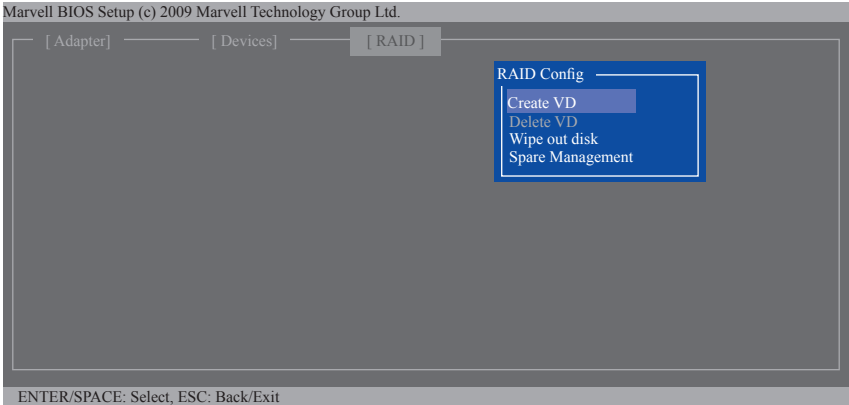 Marvell BIOS Setup (c) 2009 Marvell Technology Group Ltd.
[ Adapter] [ Devices] [ RAID ]
RAID Config
Create VD
Delete VD
Wipe out disk
Spare Management
ENTER/SPACE: Select, ESC: Back/Exit